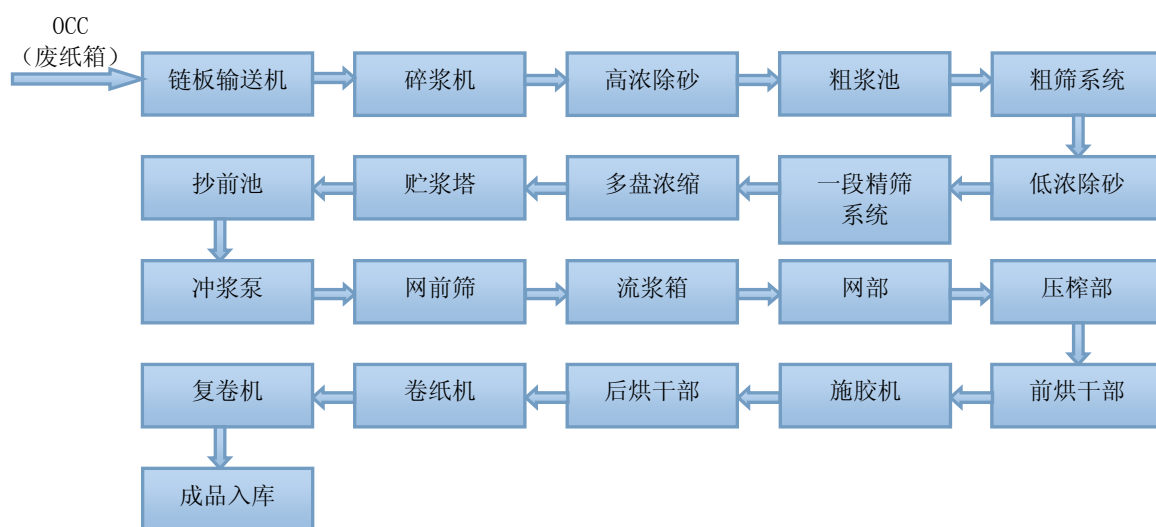 OCC
（废纸箱）
链板输送机
碎浆机
高浓除砂
粗浆池
粗筛系统
抄前池
贮浆塔
多盘浓缩
一段精筛
系统
低浓除砂
冲浆泵
网前筛
流浆箱
网部
压榨部
复卷机
卷纸机
后烘干部
施胶机
前烘干部
成品入库